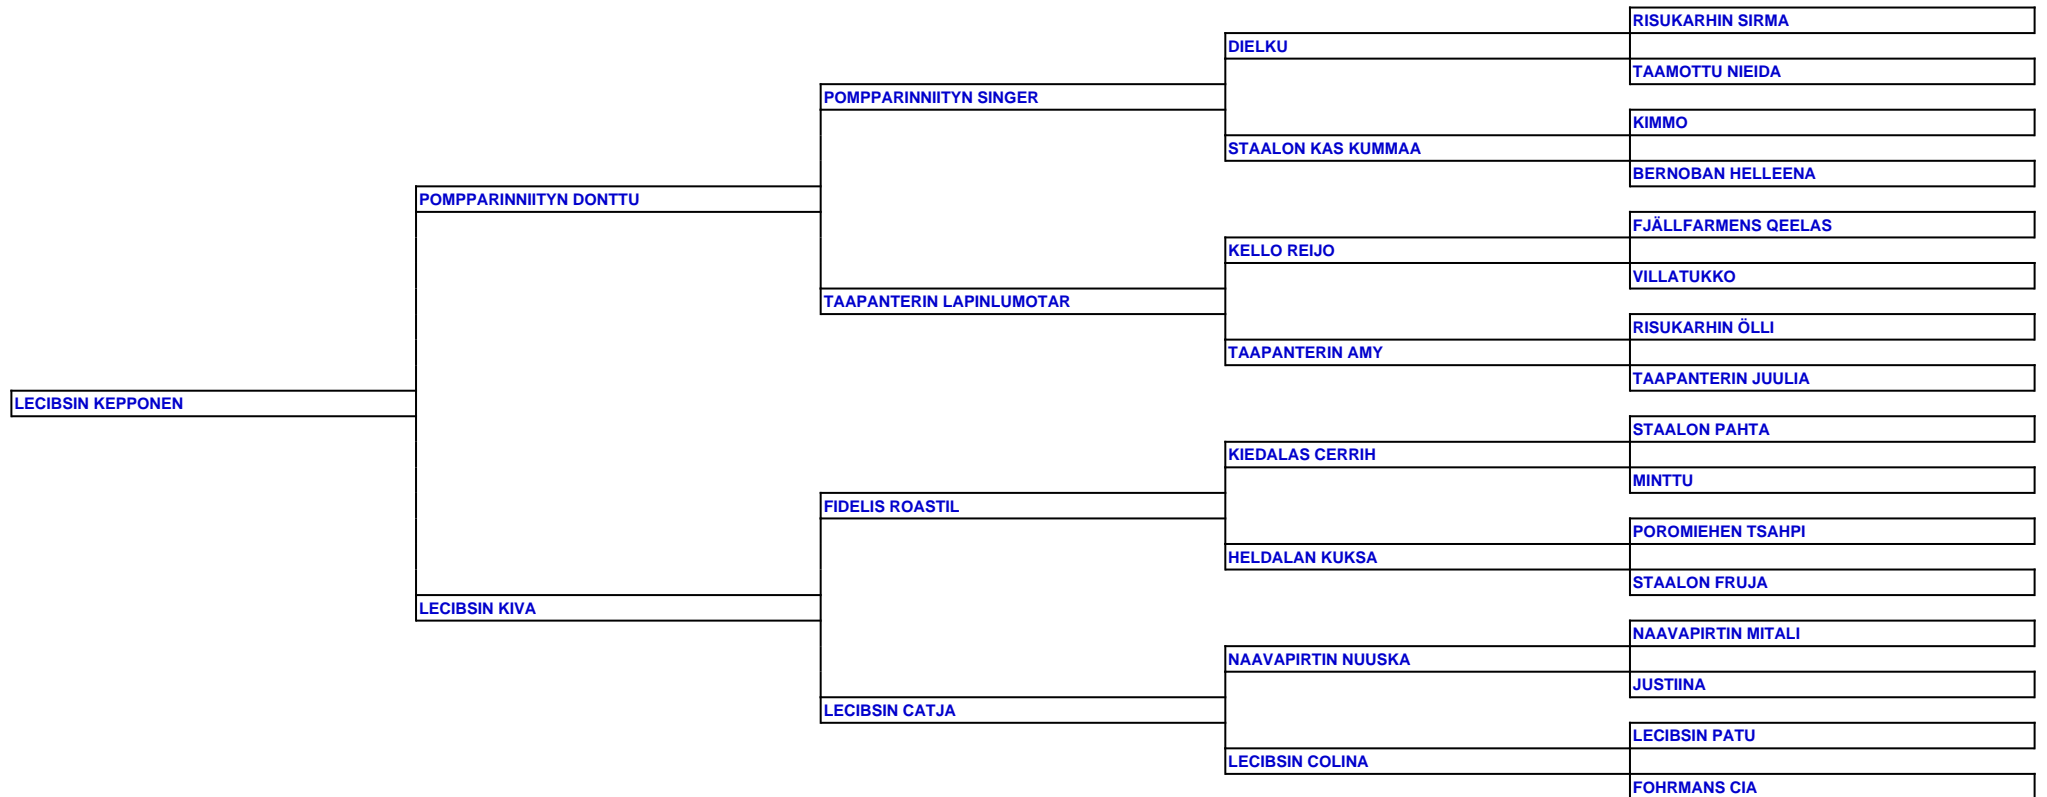 RISUKARHIN SIRMA
DIELKU
TAAMOTTU NIEIDA
POMPPARINNIITYN SINGER
KIMMO
STAALON KAS KUMMAA
BERNOBAN HELLEENA
POMPPARINNIITYN DONTTU
FJÄLLFARMENS QEELAS
KELLO REIJO
VILLATUKKO
TAAPANTERIN LAPINLUMOTAR
RISUKARHIN ÖLLI
TAAPANTERIN AMY
TAAPANTERIN JUULIA
LECIBSIN KEPPONEN
STAALON PAHTA
KIEDALAS CERRIH
MINTTU
FIDELIS ROASTIL
POROMIEHEN TSAHPI
HELDALAN KUKSA
STAALON FRUJA
LECIBSIN KIVA
NAAVAPIRTIN MITALI
NAAVAPIRTIN NUUSKA
JUSTIINA
LECIBSIN CATJA
LECIBSIN PATU
LECIBSIN COLINA
FOHRMANS CIA